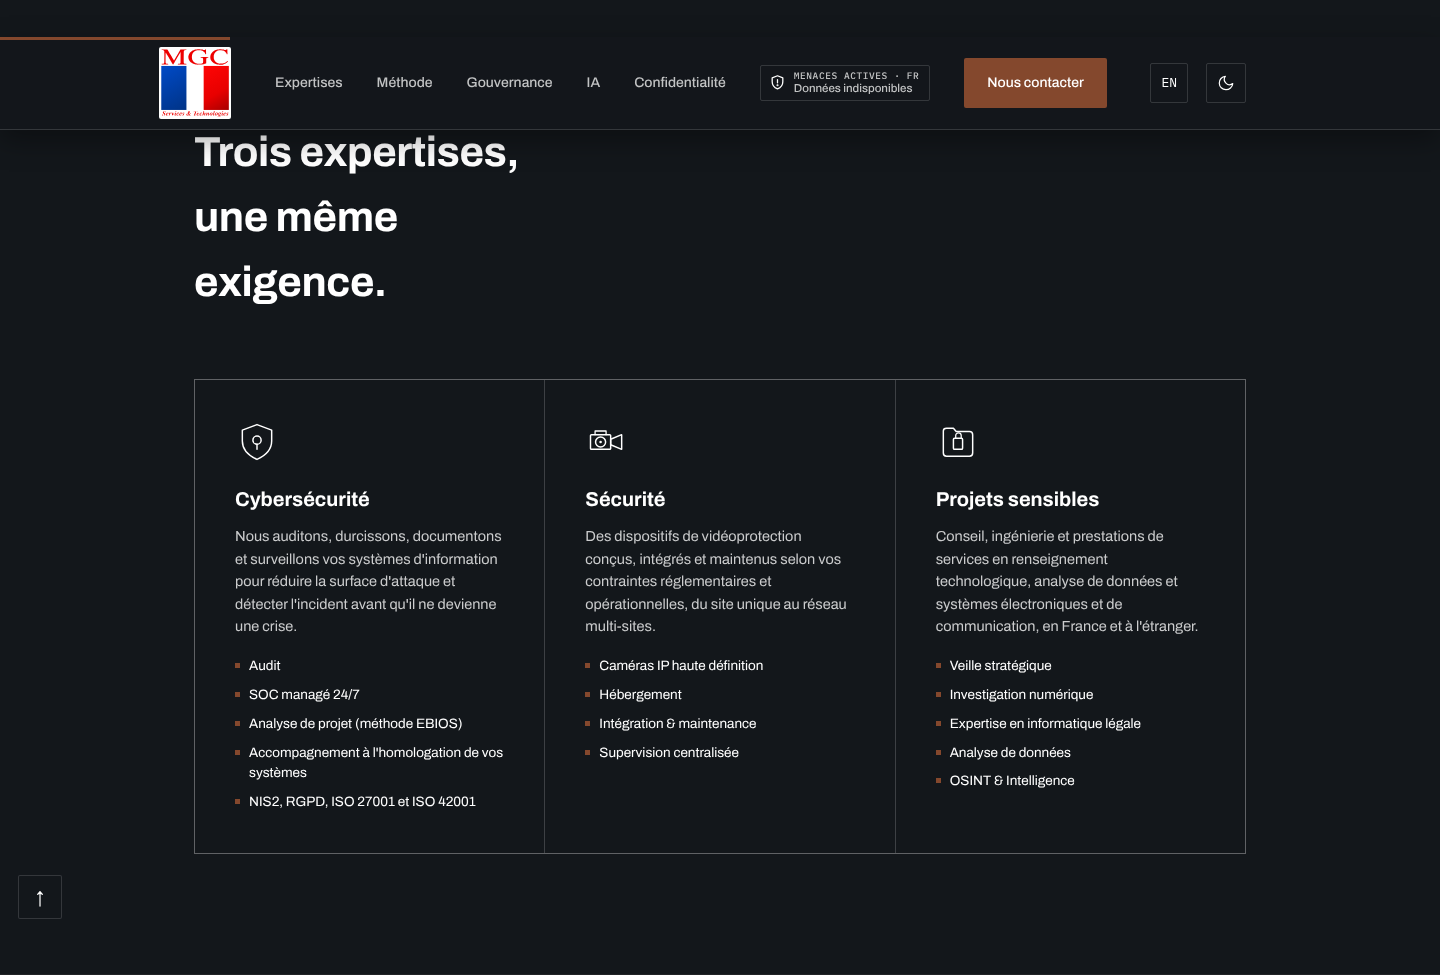 MGC
Services & Technologies
Expertises
Méthode
Gouvernance
IA
Confidentialité
MENACES ACTIVES · FR
Données indisponibles
Nous contacter
EN
Trois expertises,
une même
exigence.
Cybersécurité
Nous auditons, durcissons, documentons
et surveillons vos systèmes d'information
pour réduire la surface d'attaque et
détecter l'incident avant qu'il ne devienne
une crise.
Audit
SOC managé 24/7
Analyse de projet (méthode EBIOS)
Accompagnement à l'homologation de vos
systèmes
NIS2, RGPD, ISO 27001 et ISO 42001
Sécurité
Des dispositifs de vidéoprotection
conçus, intégrés et maintenus selon vos
contraintes réglementaires et
opérationnelles, du site unique au réseau
multi-sites.
Caméras IP haute définition
Hébergement
Intégration & maintenance
Supervision centralisée
Projets sensibles
Conseil, ingénierie et prestations de
services en renseignement
technologique, analyse de données et
systèmes électroniques et de
communication, en France et à l'étranger.
Veille stratégique
Investigation numérique
Expertise en informatique légale
Analyse de données
OSINT & Intelligence